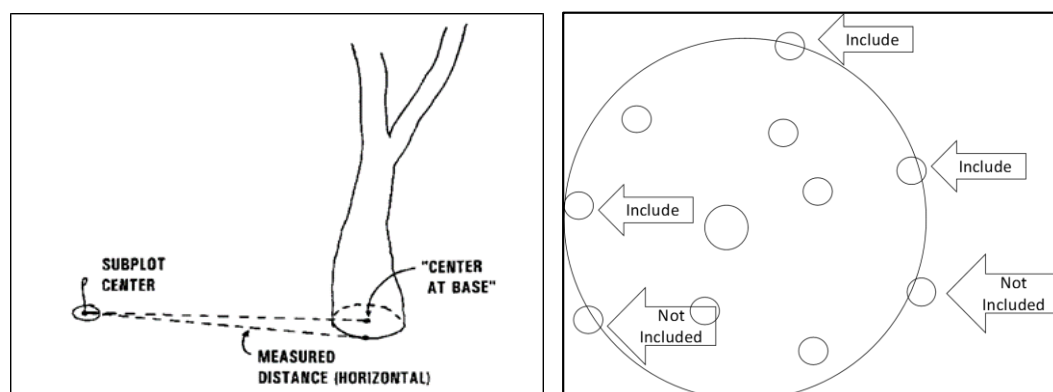 SUBPLOT
CENTER
"CENTER
AT BASE"
MEASURED
DISTANCE (HORIZONTAL)
Include
Include
Include
Not
Included
Not
Included